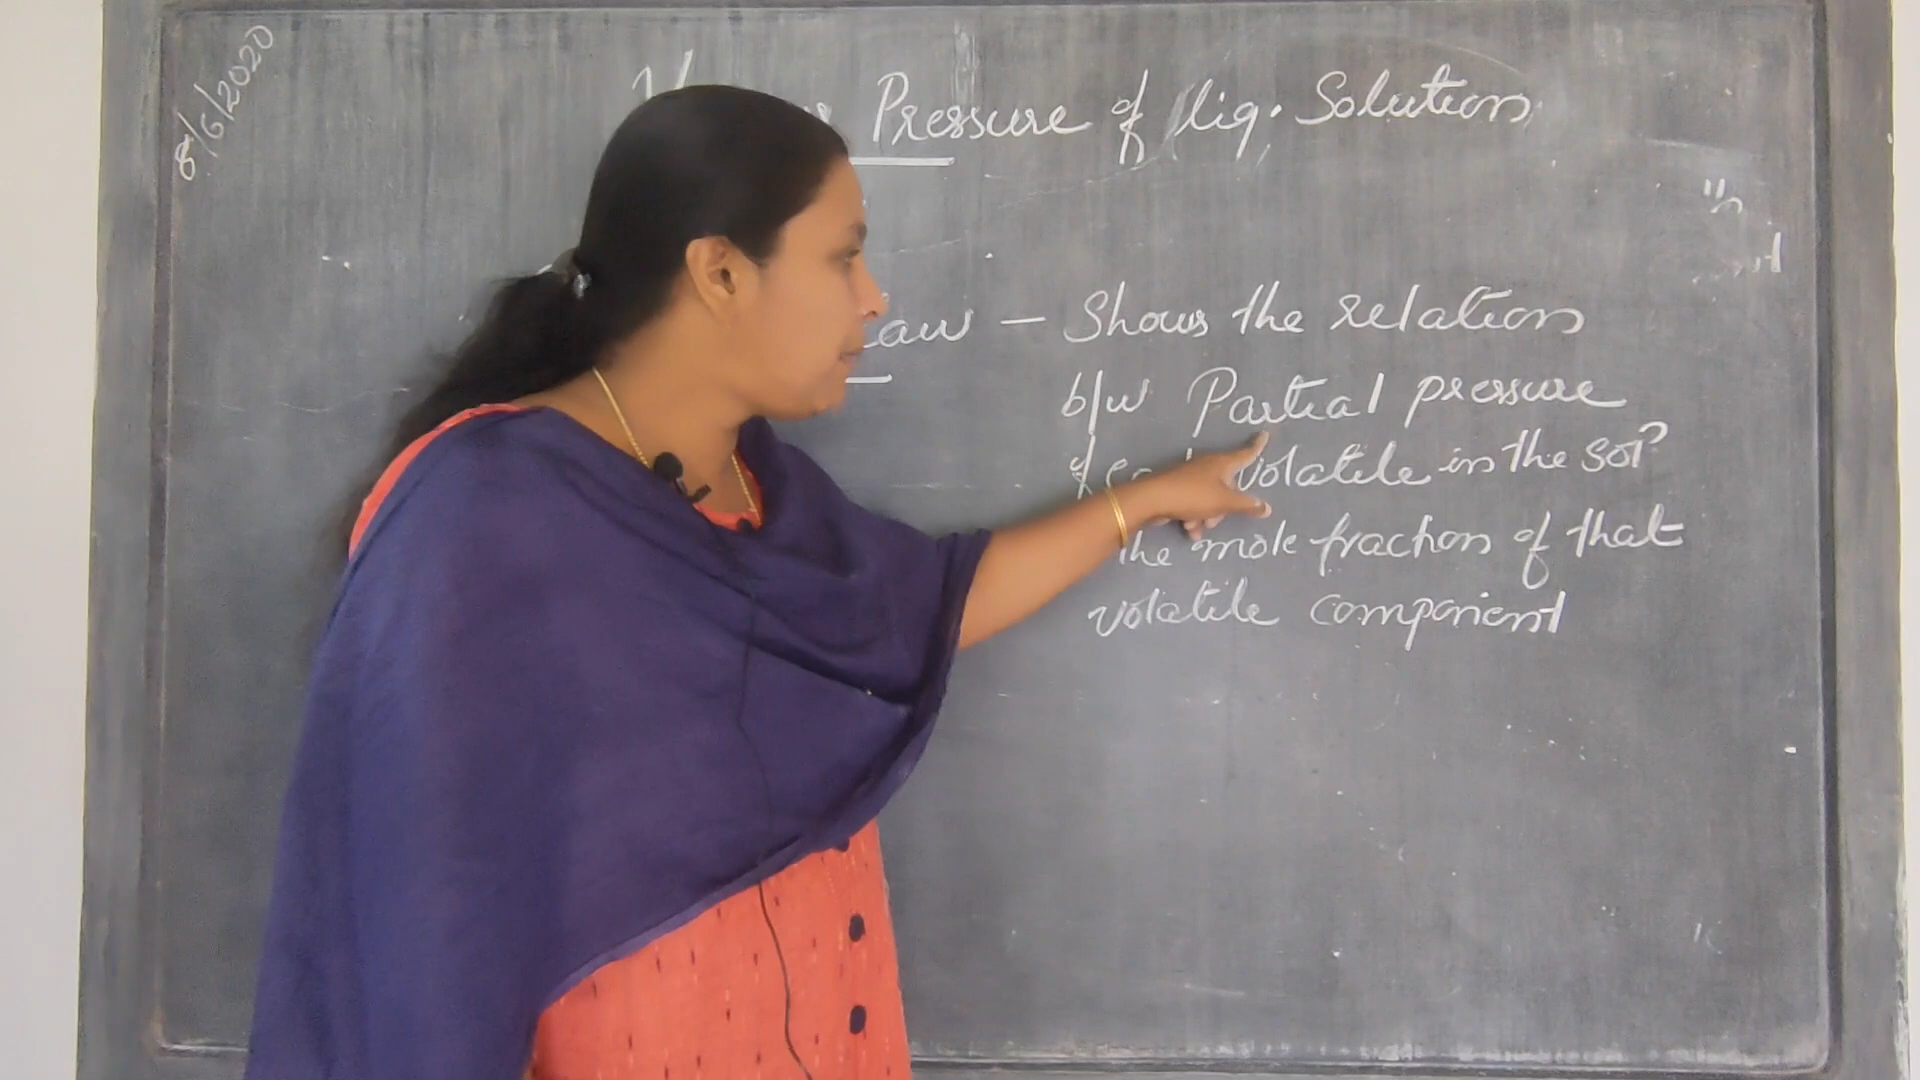 8/6/2020
Pressure of liq. Solutions
Law – Shows the relation
b/w Partial pressure
of volatile in the sol?
the mole fraction of that
volatile component